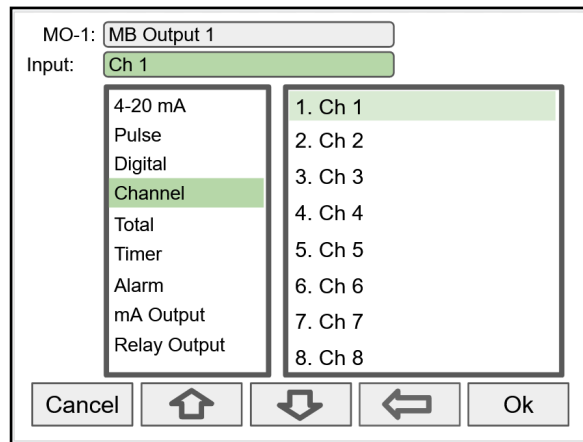 MO-1: MB Output 1
Input: Ch 1
4-20 mA
Pulse
Digital
Channel
Total
Timer
Alarm
mA Output
Relay Output
1. Ch 1
2. Ch 2
3. Ch 3
4. Ch 4
5. Ch 5
6. Ch 6
7. Ch 7
8. Ch 8
Cancel Ok